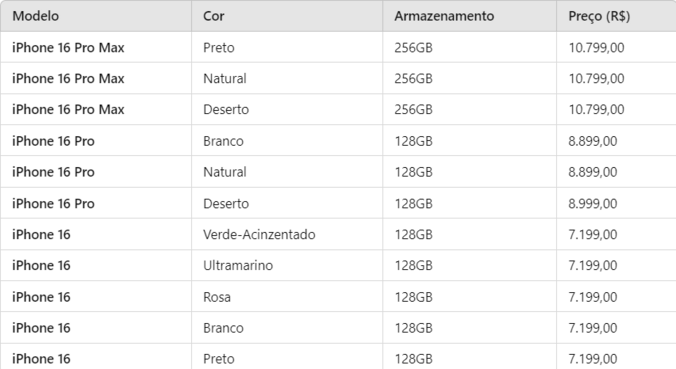 Modelo Cor Armazenamento Preço (R$)
iPhone 16 Pro Max Preto 256GB 10.799,00
iPhone 16 Pro Max Natural 256GB 10.799,00
iPhone 16 Pro Max Deserto 256GB 10.799,00
iPhone 16 Pro Branco 128GB 8.899,00
iPhone 16 Pro Natural 128GB 8.899,00
iPhone 16 Pro Deserto 128GB 8.999,00
iPhone 16 Verde-Acinzentado 128GB 7.199,00
iPhone 16 Ultramarino 128GB 7.199,00
iPhone 16 Rosa 128GB 7.199,00
iPhone 16 Branco 128GB 7.199,00
iPhone 16 Preto 128GB 7.199,00